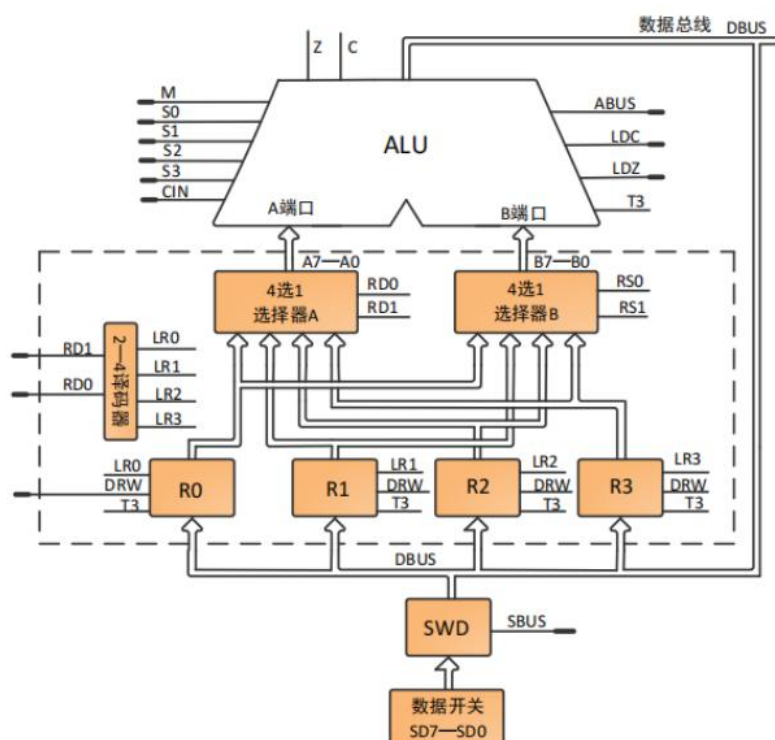 数据总线 DBUS
Z C
M
S0
S1
S2
S3
CIN
ALU
ABUS
LDC
LDZ
T3
A端口
B端口
A7—A0
B7—B0
4选1
选择器A
RD0
RD1
4选1
选择器B
RS0
RS1
RD1
RD0
2—4译码器
LR0
LR1
LR2
LR3
LR0
DRW
T3
R0
R1
LR1
DRW
T3
R2
LR2
DRW
T3
R3
LR3
DRW
T3
DBUS
SWD
SBUS
数据开关
SD7—SD0